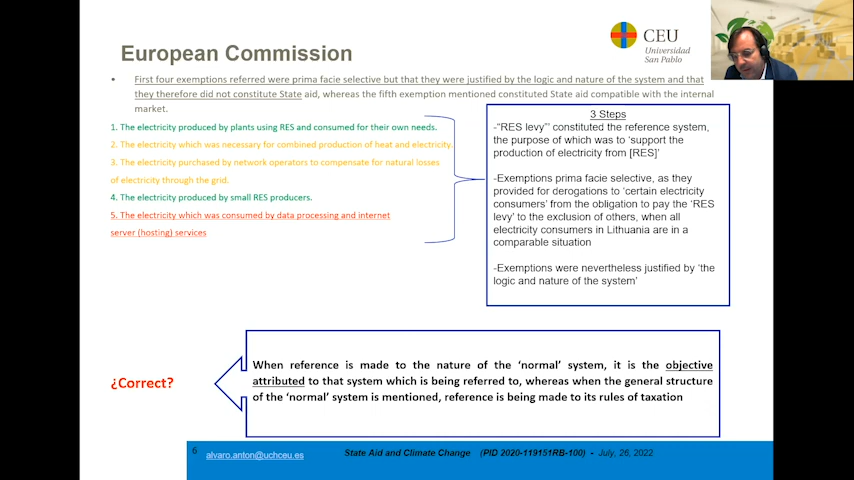 CEU
Universidad
San Pablo
European Commission
• First four exemptions referred were prima facie selective but that they were justified by the logic and nature of the system and that
they therefore did not constitute State aid, whereas the fifth exemption mentioned constituted State aid compatible with the internal
market.
1. The electricity produced by plants using RES and consumed for their own needs.
2. The electricity which was necessary for combined production of heat and electricity.
3. The electricity purchased by network operators to compensate for natural losses
of electricity through the grid.
4. The electricity produced by small RES producers.
5. The electricity which was consumed by data processing and internet
server (hosting) services
3 Steps
-“RES levy”’ constituted the reference system,
the purpose of which was to ‘support the
production of electricity from [RES]’
-Exemptions prima facie selective, as they
provided for derogations to ‘certain electricity
consumers’ from the obligation to pay the ‘RES
levy’ to the exclusion of others, when all
electricity consumers in Lithuania are in a
comparable situation
-Exemptions were nevertheless justified by ‘the
logic and nature of the system’
¿Correct?
When reference is made to the nature of the ‘normal’ system, it is the objective
attributed to that system which is being referred to, whereas when the general structure
of the ‘normal’ system is mentioned, reference is being made to its rules of taxation
6 alvaro.anton@uchceu.es State Aid and Climate Change (PID 2020-119151RB-100) - July, 26, 2022